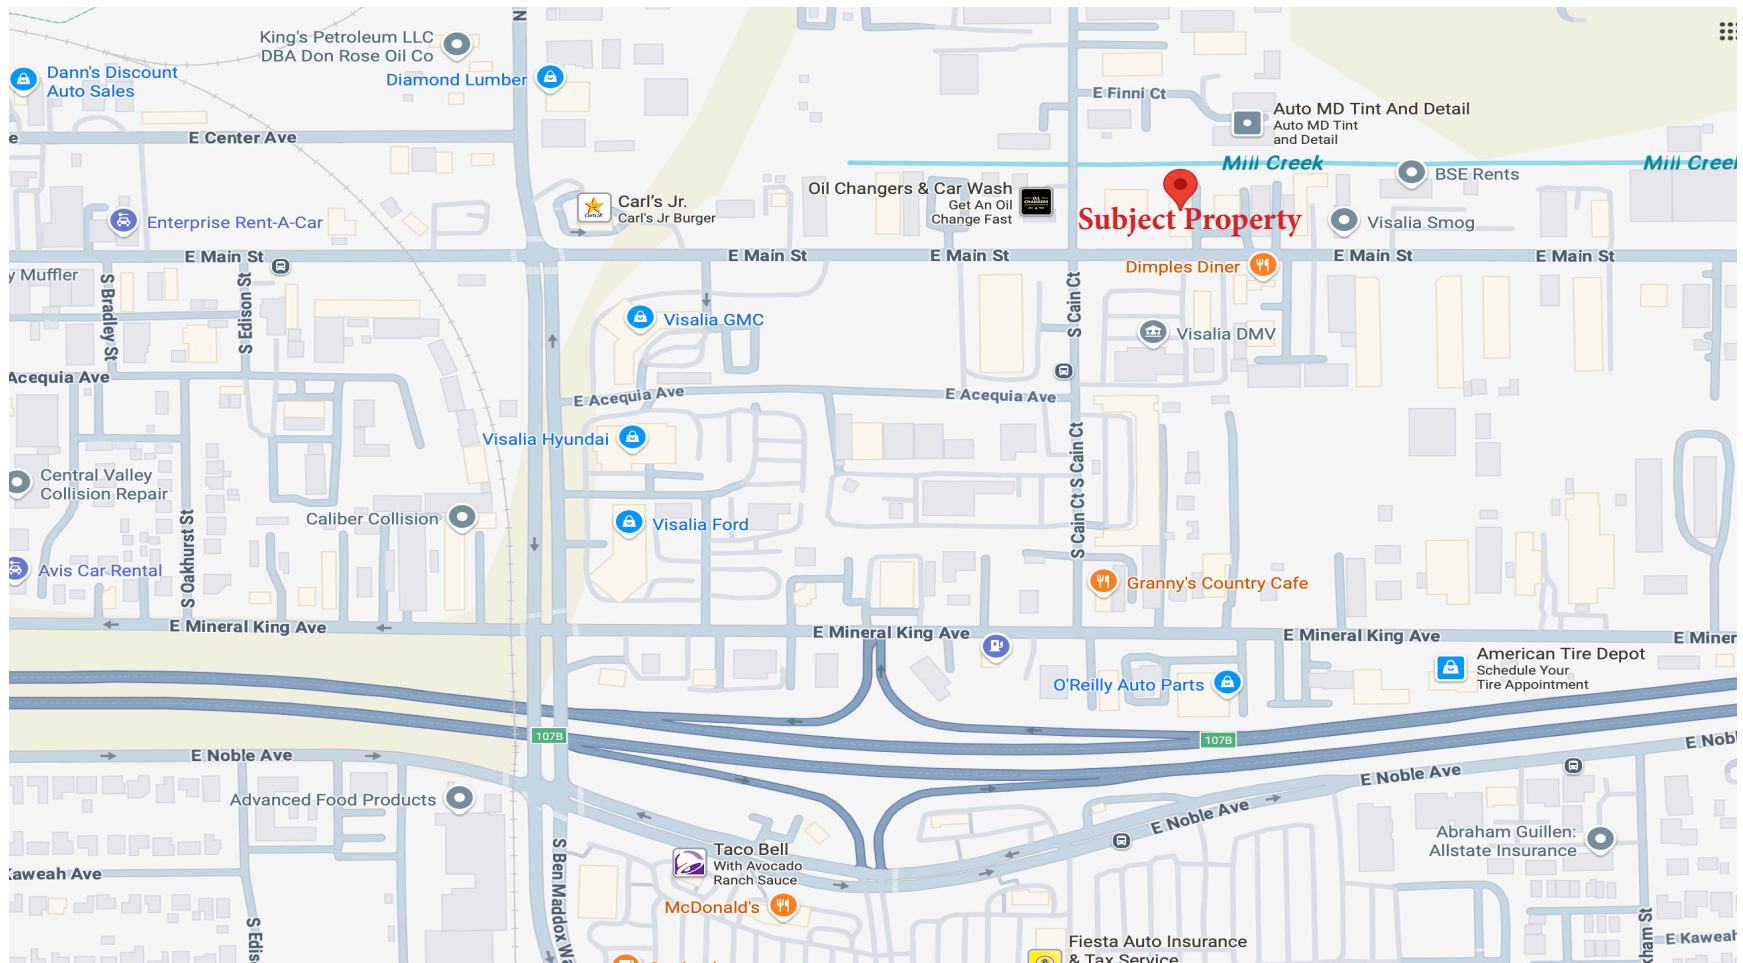 N
King's Petroleum LLC
DBA Don Rose Oil Co
Dann's Discount
Auto Sales
Diamond Lumber
E Finni Ct
Auto MD Tint And Detail
Auto MD Tint
and Detail
e
E Center Ave
Mill Creek
Mill Creek
BSE Rents
Oil Changers & Car Wash
Get An Oil
Change Fast
Carl's Jr.
Carl's Jr Burger
Enterprise Rent-A-Car
Subject Property
Visalia Smog
E Main St
E Main St
E Main St
E Main St
E Main St
y Muffler
Dimples Diner
S Bradley St
S Edison St
S Cain Ct
Visalia GMC
Visalia DMV
Acequia Ave
E Acequia Ave
E Acequia Ave
Visalia Hyundai
S Cain Ct
S Cain Ct
Central Valley
Collision Repair
Caliber Collision
Visalia Ford
S Oakhurst St
Avis Car Rental
Granny's Country Cafe
E Mineral King Ave
E Mineral King Ave
E Mineral King Ave
E Miner
American Tire Depot
Schedule Your
Tire Appointment
O'Reilly Auto Parts
107B
107B
E Nobl
E Noble Ave
E Noble Ave
E Noble Ave
Advanced Food Products
Abraham Guillen:
Allstate Insurance
Taco Bell
With Avocado
Ranch Sauce
S Ben Maddox Wa
Kaweah Ave
McDonald's
S Edis
kham St
E Kaweah
Fiesta Auto Insurance
& Tax Service